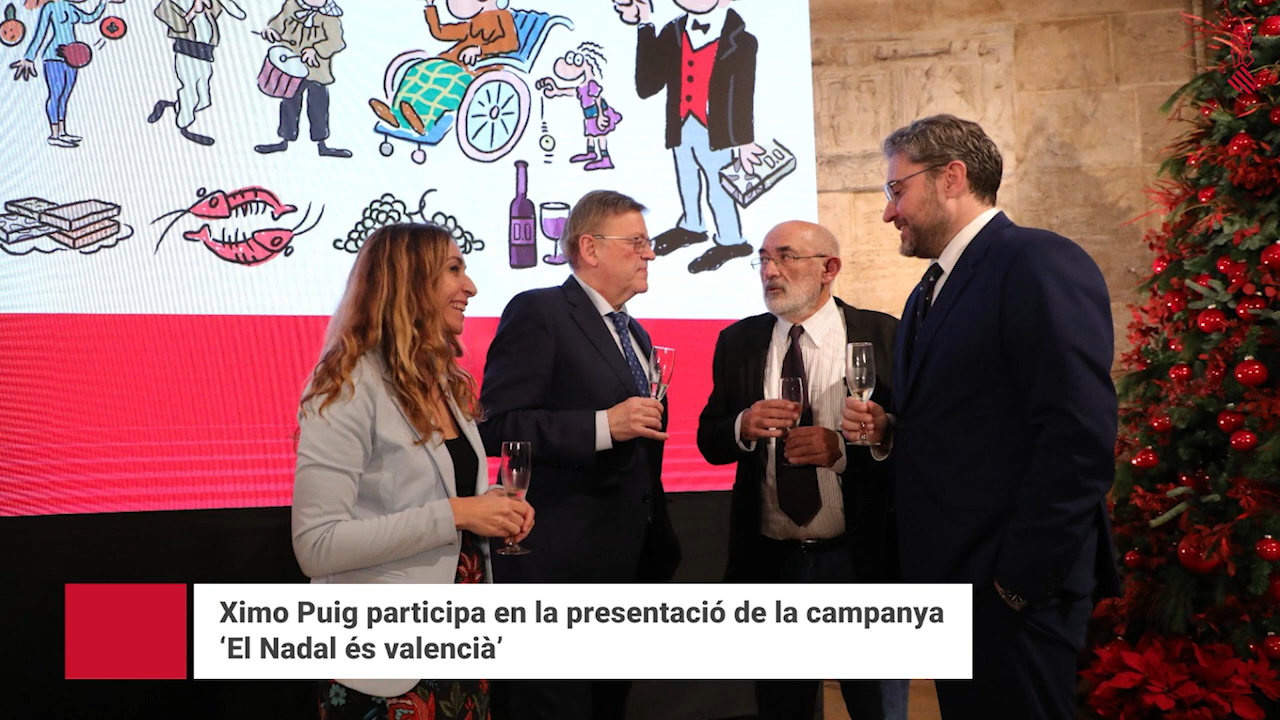 Ximo Puig participa en la presentació de la campanya
‘El Nadal és valencià’